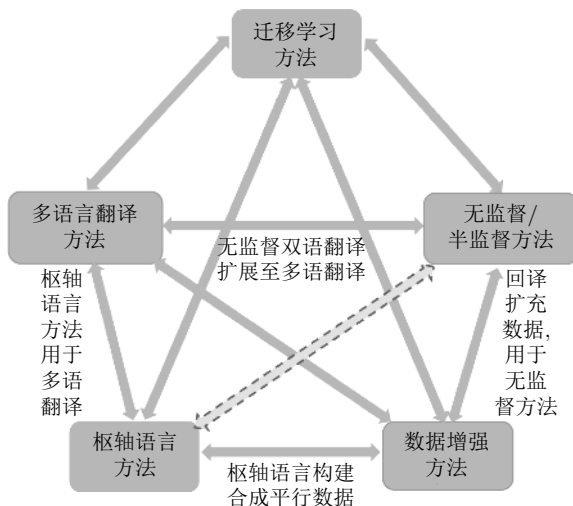 迁移学习
方法
多语言翻译
方法
无监督/
半监督方法
无监督双语翻译
扩展至多语翻译
枢轴
语言
方法
用于
多语
翻译
回译
扩充
数据,
用于
无监
督方法
枢轴语言
方法
数据增强
方法
枢轴语言构建
合成平行数据